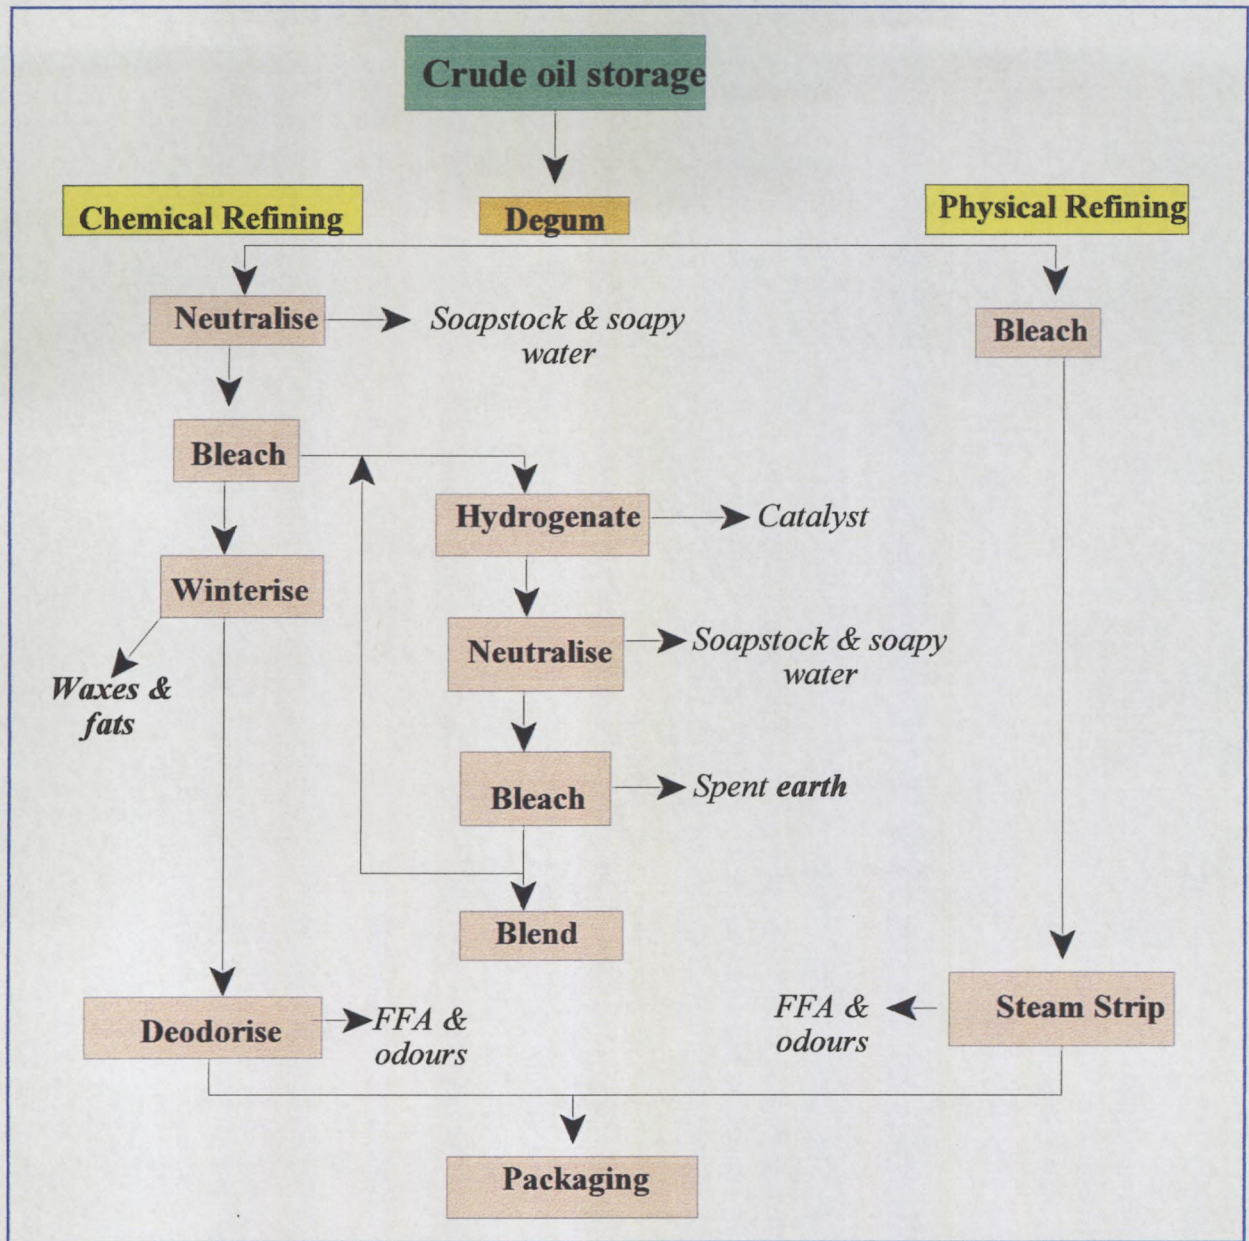 Crude oil storage
Chemical Refining
Degum
Physical Refining
Neutralise
Soapstock & soapy
water
Bleach
Bleach
Hydrogenate
Catalyst
Winterise
Waxes &
fats
Neutralise
Soapstock & soapy
water
Bleach
Spent earth
Blend
Deodorise
FFA &
odours
FFA &
odours
Steam Strip
Packaging